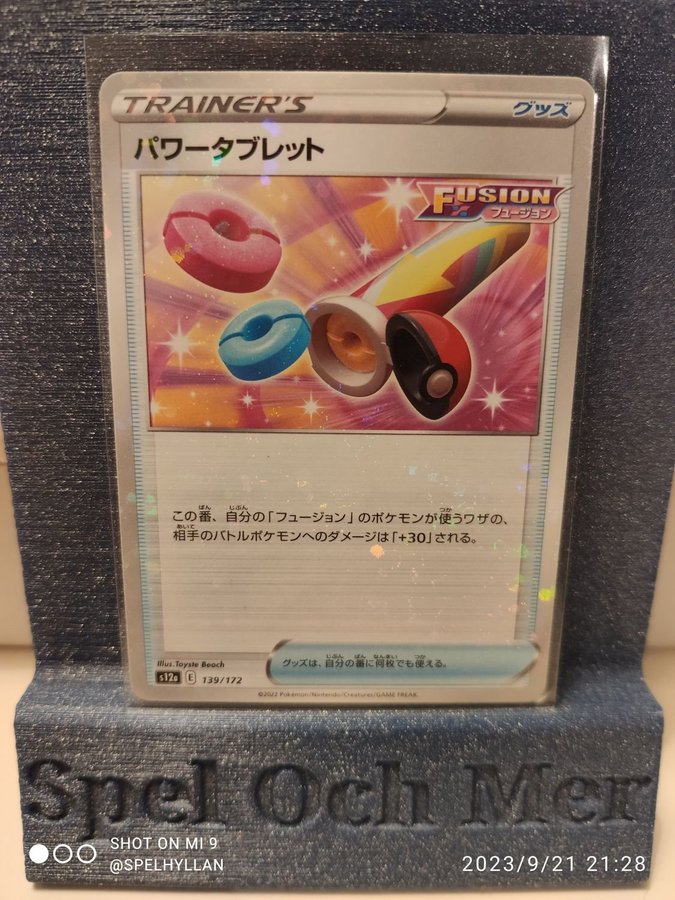 TRAINER'S グッズ
パワータブレット
FUSION
フュージョン
この番、自分の「フュージョン」のポケモンが使うワザの、
相手のバトルポケモンへのダメージは「+30」される。
グッズは、自分の番に何枚でも使える。
Illus.Toyste Beach
s12a E 139/172
©2022 Pokémon/Nintendo/Creatures/GAME FREAK.
Spel Och Mer
SHOT ON MI 9
@SPELHYLLAN
2023/9/21 21:28